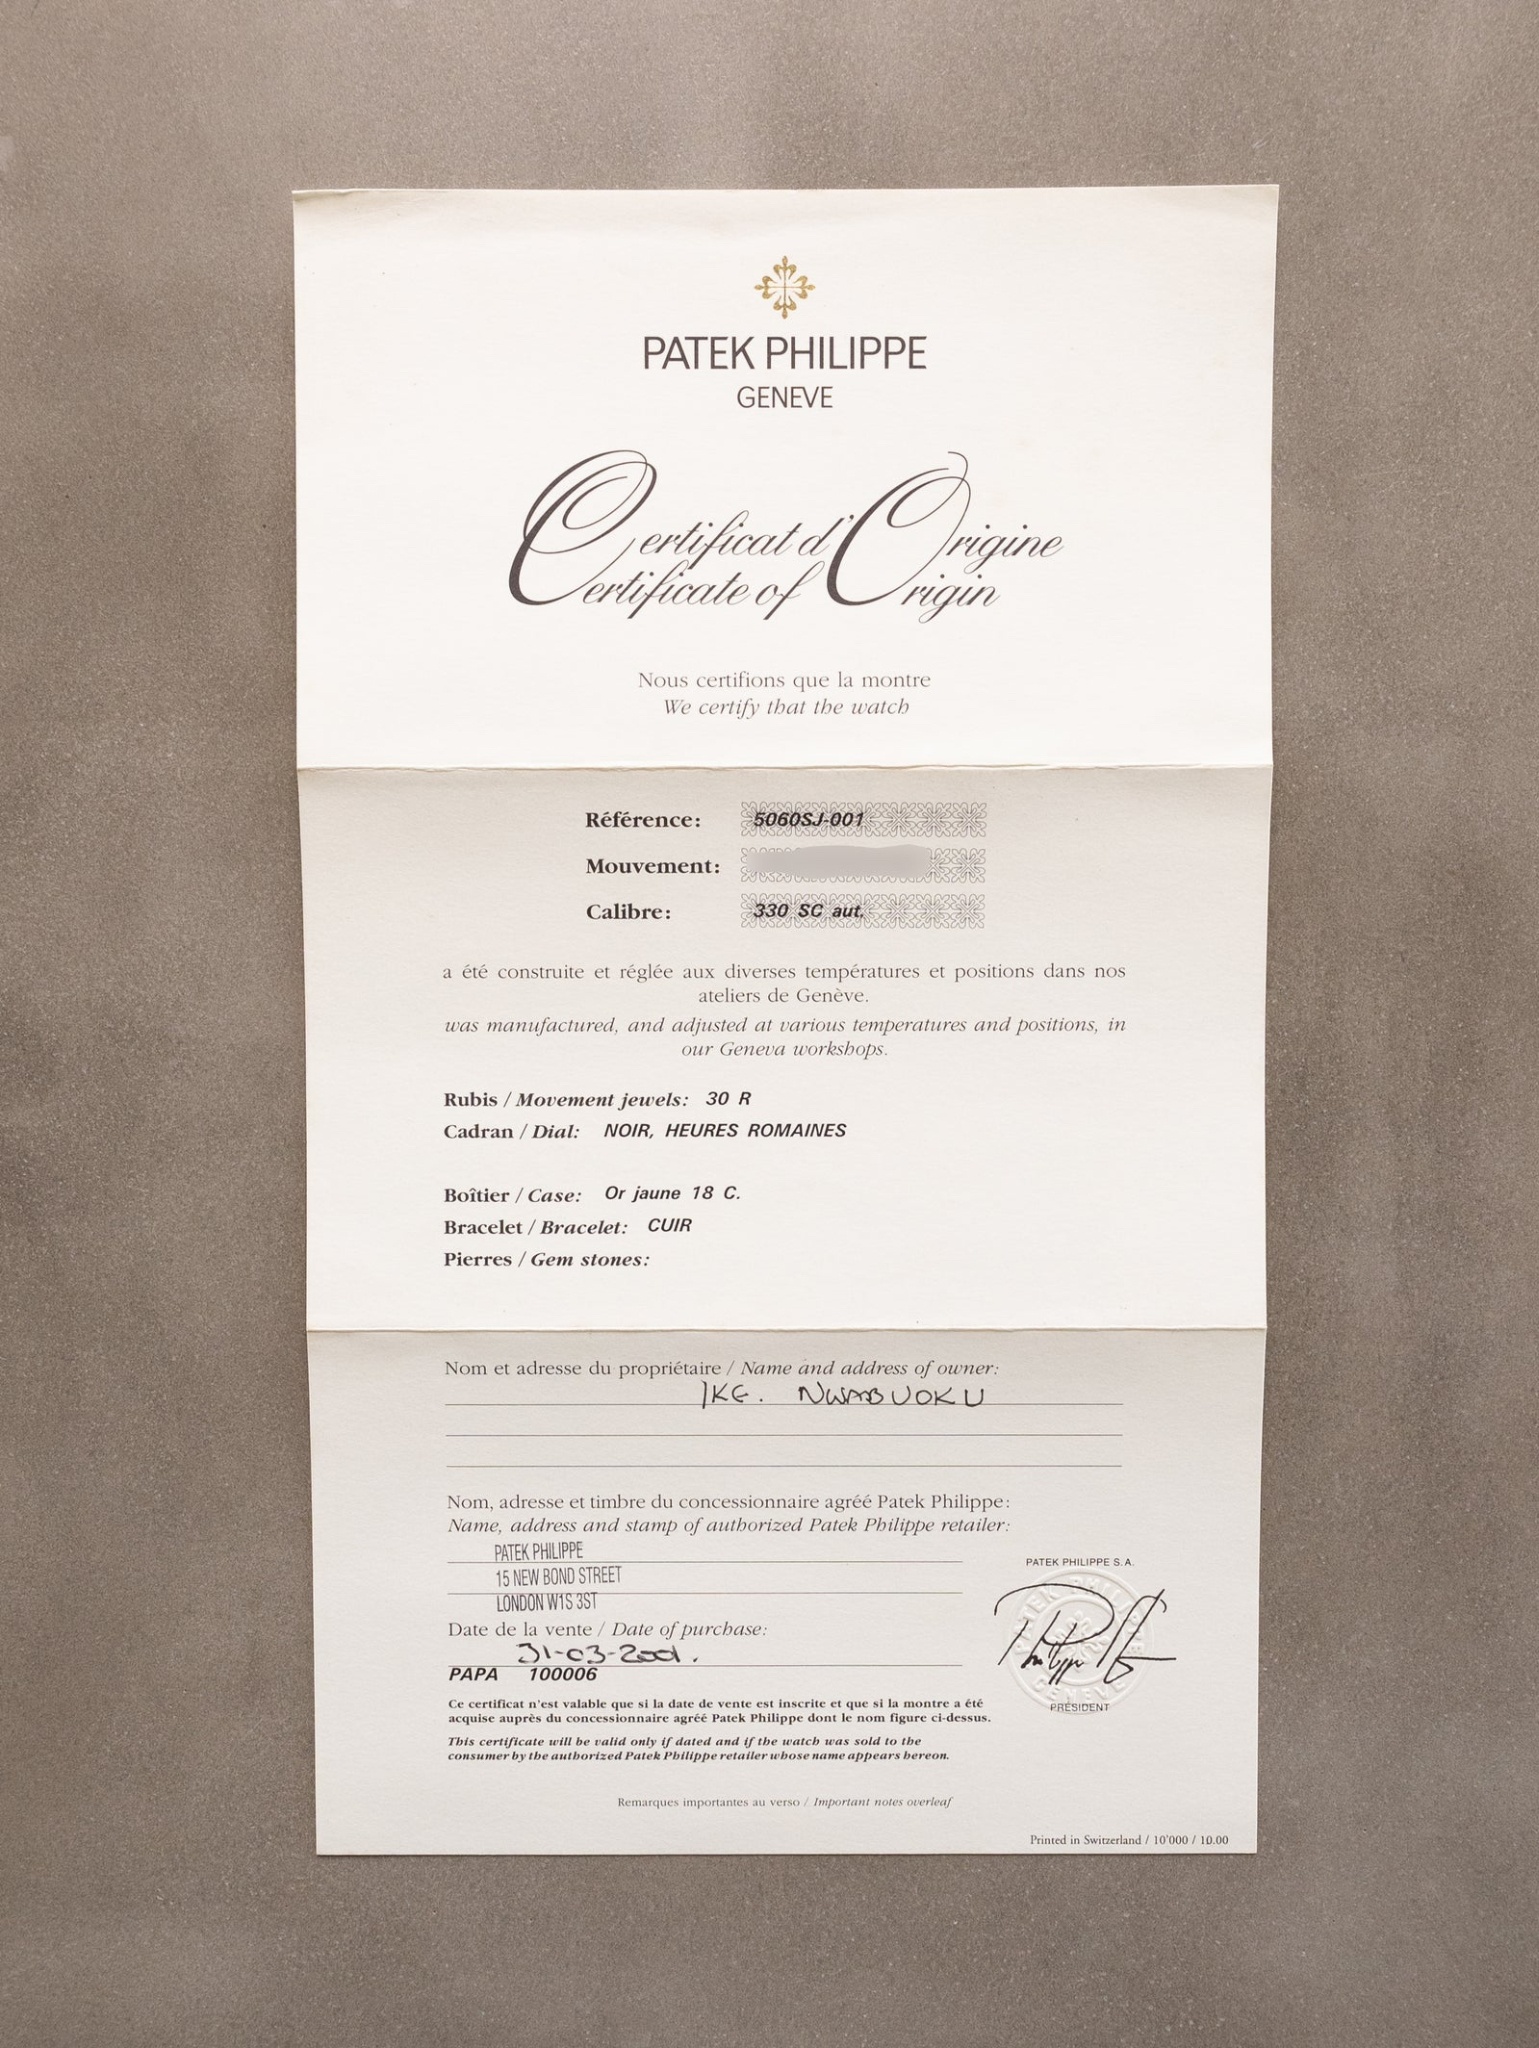 PATEK PHILIPPE
GENEVE
Certificat d'Origine
Certificate of Origin
Nous certifions que la montre
We certify that the watch
Référence: 5060SJ-001
Mouvement:
Calibre: 330 SC aut.
a été construite et réglée aux diverses températures et positions dans nos
ateliers de Genève.
was manufactured, and adjusted at various temperatures and positions, in
our Geneva workshops.
Rubis / Movement jewels: 30 R
Cadran / Dial: NOIR, HEURES ROMAINES
Boîtier / Case: Or jaune 18 C.
Bracelet / Bracelet: CUIR
Pierres / Gem stones:
Nom et adresse du propriétaire / Name and address of owner:
IKE. NWABUOKU
Nom, adresse et timbre du concessionnaire agréé Patek Philippe:
Name, address and stamp of authorized Patek Philippe retailer:
PATEK PHILIPPE
15 NEW BOND STREET
LONDON W1S 3ST
Date de la vente / Date of purchase:
31-03-2001.
PAPA 100006
PATEK PHILIPPE S.A.
PRÉSIDENT
Ce certificat n'est valable que si la date de vente est inscrite et que si la montre a été
acquise auprès du concessionnaire agréé Patek Philippe dont le nom figure ci-dessus.
This certificate will be valid only if dated and if the watch was sold to the
consumer by the authorized Patek Philippe retailer whose name appears hereon.
Remarques importantes au verso / Important notes overleaf
Printed in Switzerland / 10'000 / 10.00